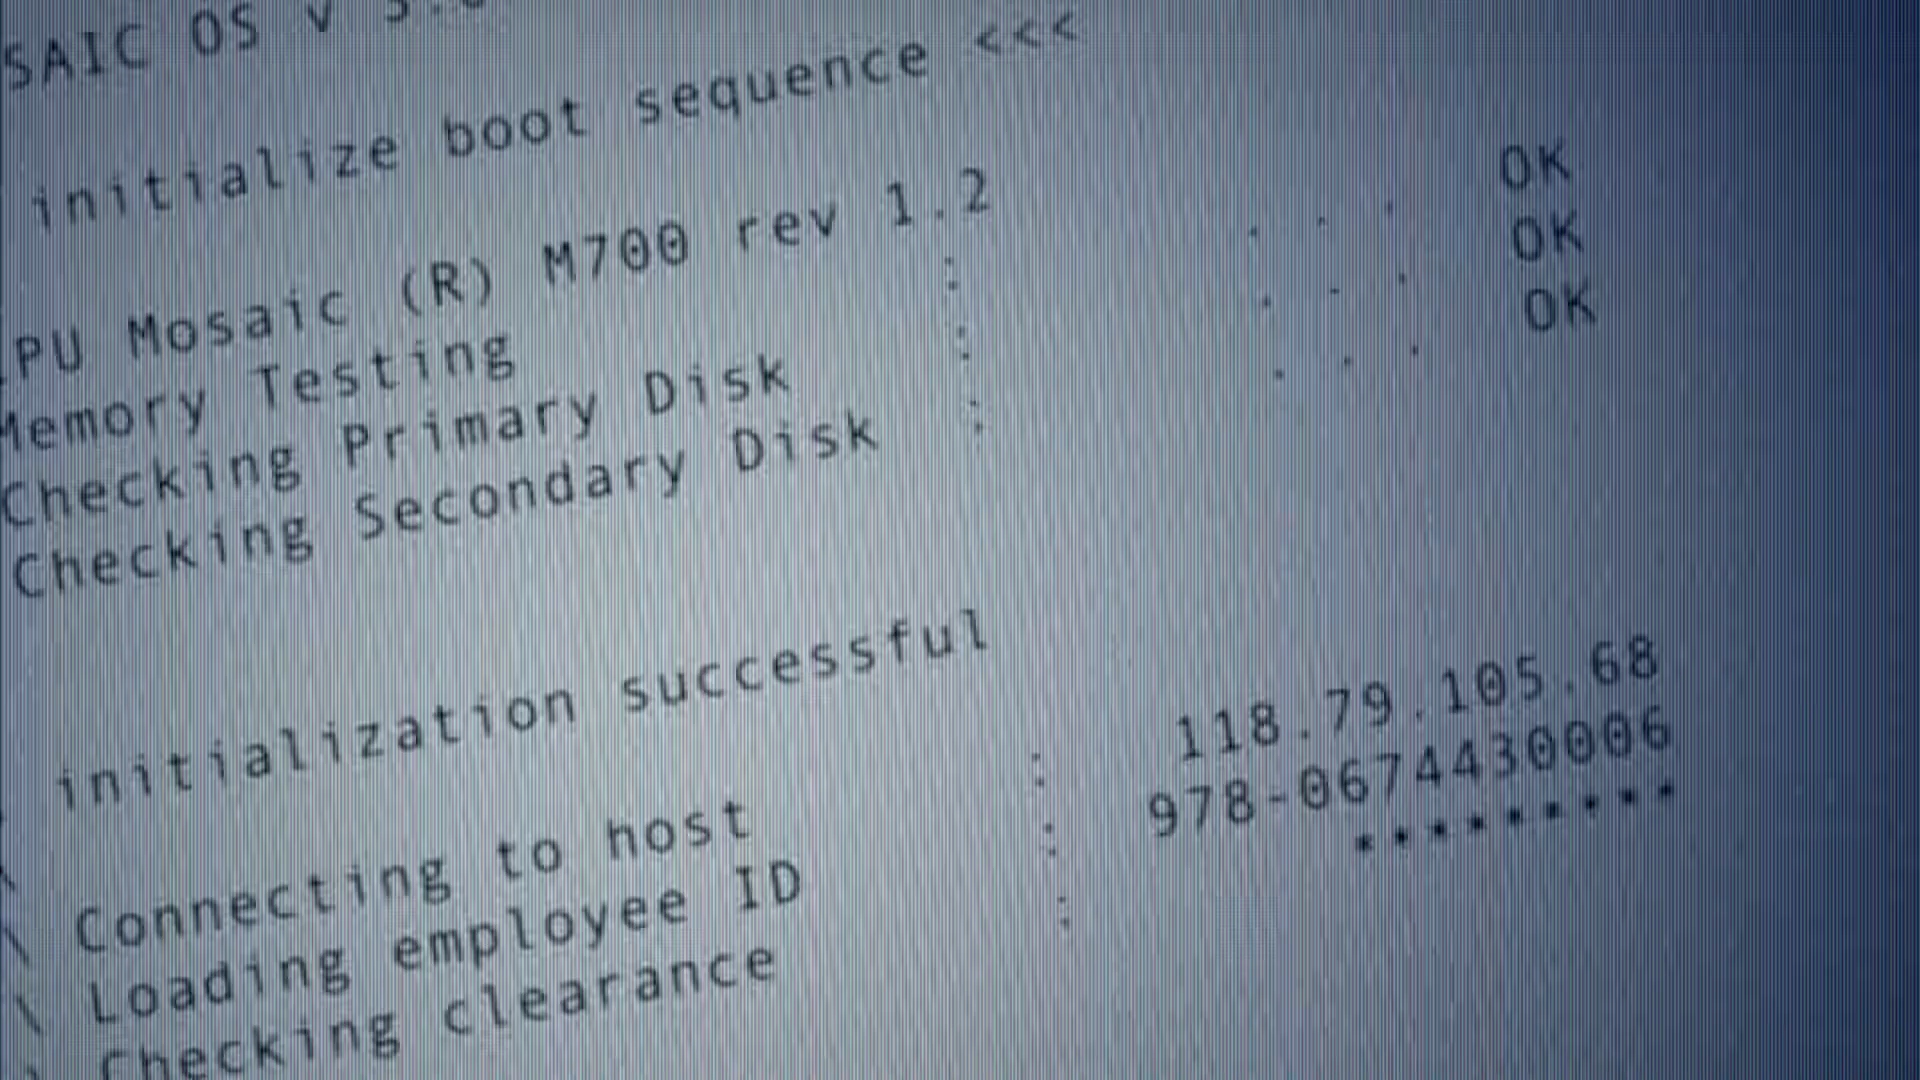 SAIC OS v 3.
initialize boot sequence <<<
PU Mosaic (R) M700 rev 1.2
Memory Testing : . . . OK
Checking Primary Disk : . . . OK
Checking Secondary Disk : . . . OK
initialization successful
\ Connecting to host : 118.79.105.68
\ Loading employee ID : 978-0674430006
\ Checking clearance : *********